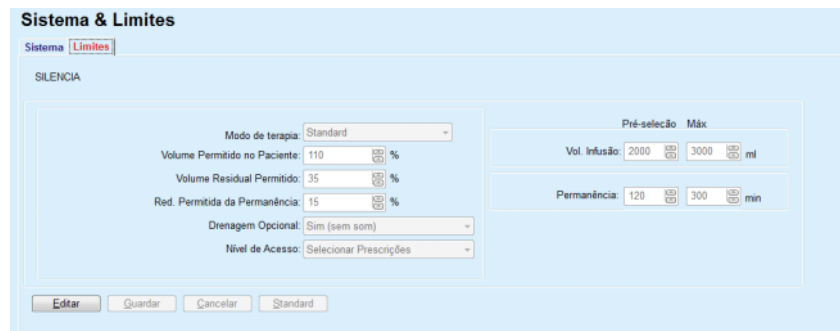 Sistema & Limites
Sistema Limites
SILENCIA
Pré-seleção Máx
Modo de terapia: Standard
Vol. Infusão: 2000 3000 ml
Volume Permitido no Paciente: 110 %
Volume Residual Permitido: 35 %
Permanência: 120 300 min
Red. Permitida da Permanência: 15 %
Drenagem Opcional: Sim (sem som)
Nível de Acesso: Selecionar Prescrições
Editar Guardar Cancelar Standard